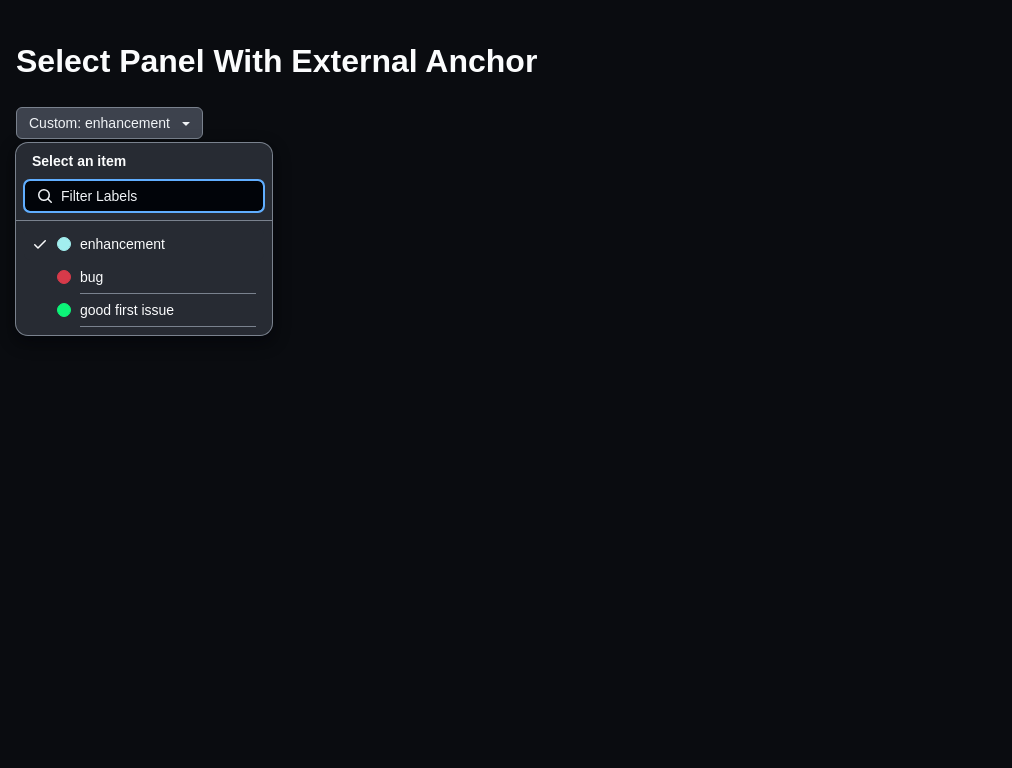 Select Panel With External Anchor
Custom: enhancement
Select an item
Filter Labels
enhancement
bug
good first issue